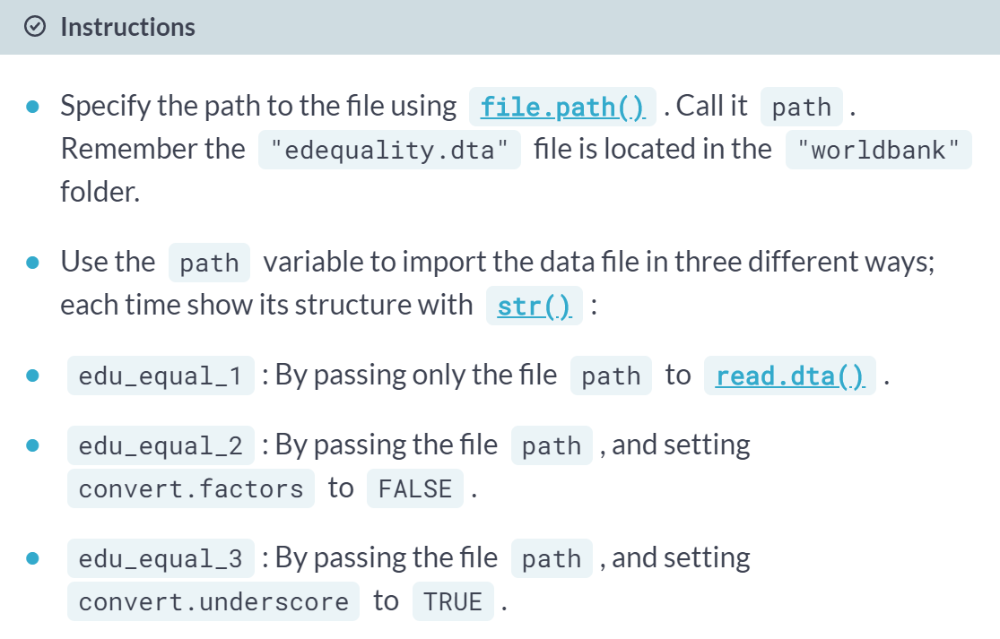 Instructions
Specify the path to the file using file.path() . Call it path .
Remember the "edequality.dta" file is located in the "worldbank"
folder.
Use the path variable to import the data file in three different ways;
each time show its structure with str() :
edu_equal_1 : By passing only the file path to read.dta() .
edu_equal_2 : By passing the file path , and setting
convert.factors to FALSE .
edu_equal_3 : By passing the file path , and setting
convert.underscore to TRUE .